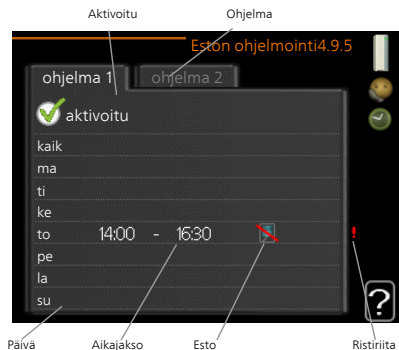 Aktivoitu Ohjelma
Eston ohjelmointi4.9.5
ohjelma 1 ohjelma 2
aktivoitu
kaik
ma
ti
ke
to 14:00 - 16:30 !
pe
la
su
?
Päivä Aikajakso Esto Ristiriita